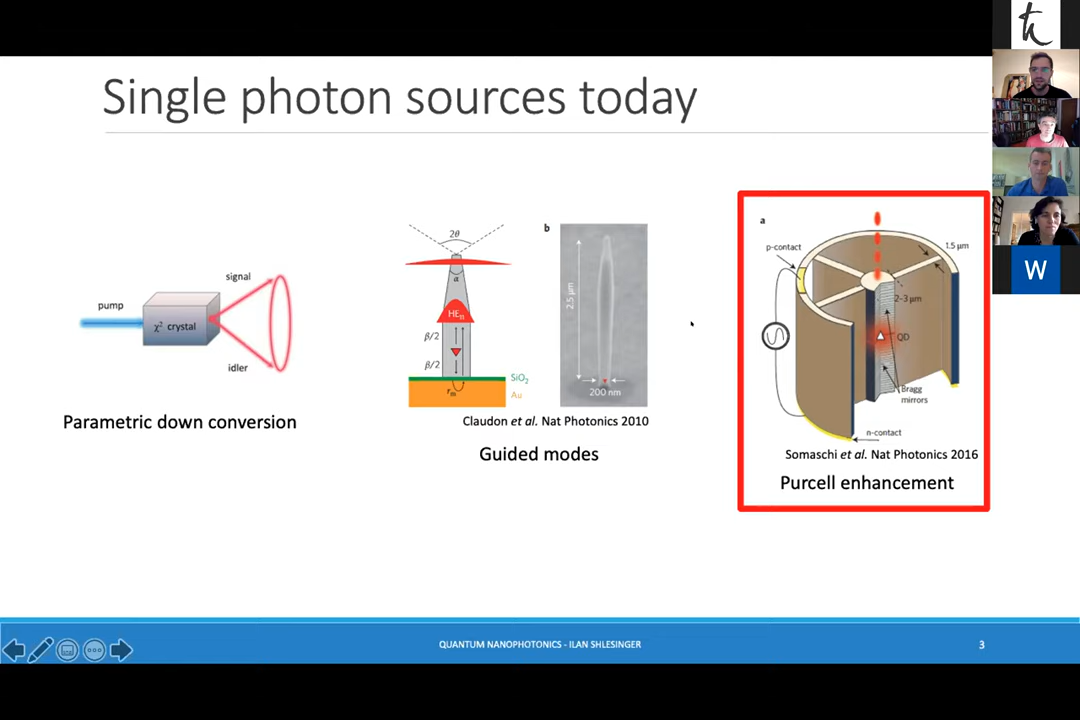 Single photon sources today
pump
χ² crystal
signal
idler
Parametric down conversion
2θ
α
β/2
β/2
SiO₂
Au
b
2.5 μm
200 nm
Claudon et al. Nat Photonics 2010
Guided modes
a
p-contact
1.5 μm
2–3 μm
QD
Bragg
mirrors
n-contact
Somaschi et al. Nat Photonics 2016
Purcell enhancement
W
QUANTUM NANOPHOTONICS - ILAN SHLESINGER
3